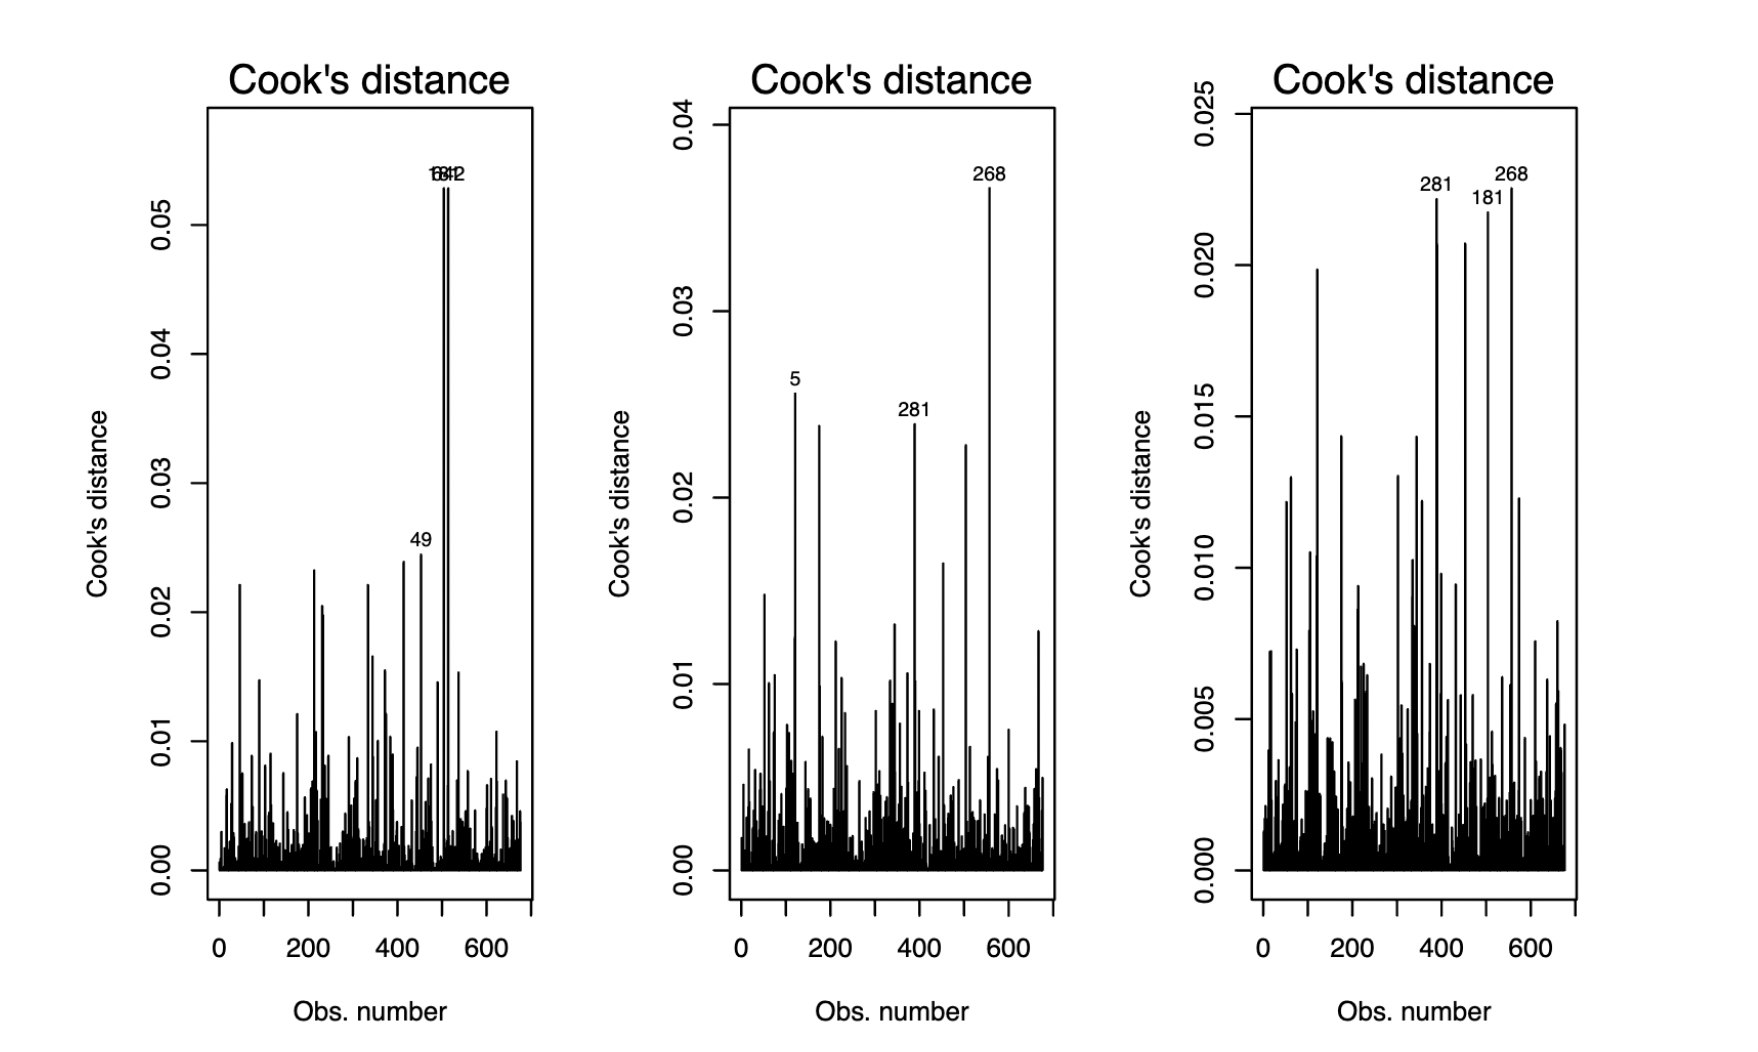 Cook's distance
Cook's distance
0.00 0.01 0.02 0.03 0.04 0.05
49
0 200 400 600
Obs. number
Cook's distance
Cook's distance
0.00 0.01 0.02 0.03 0.04
5
281
268
0 200 400 600
Obs. number
Cook's distance
Cook's distance
0.000 0.005 0.010 0.015 0.020 0.025
281
181
268
0 200 400 600
Obs. number